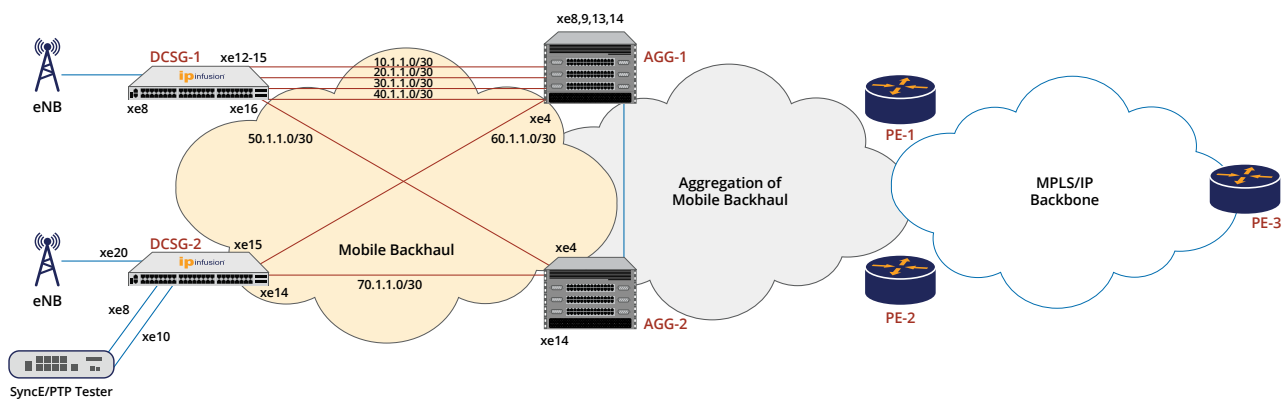 xe8,9,13,14
DCSG-1
xe12-15
AGG-1
10.1.1.0/30
20.1.1.0/30
30.1.1.0/30
40.1.1.0/30
ip infusion
eNB
xe8
xe16
xe4
50.1.1.0/30
60.1.1.0/30
PE-1
Aggregation of
Mobile Backhaul
MPLS/IP
Backbone
PE-3
DCSG-2
xe15
Mobile Backhaul
xe4
xe20
ip infusion
eNB
xe14
70.1.1.0/30
xe8
xe10
AGG-2
PE-2
xe14
SyncE/PTP Tester